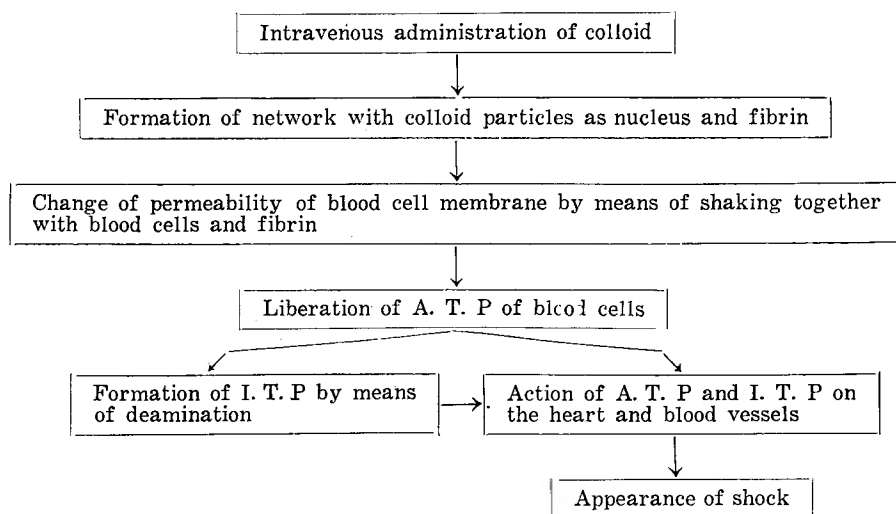 Intravenious administration of colloid
Formation of network with colloid particles as nucleus and fibrin
Change of permeability of blood cell membrane by means of shaking together
with blood cells and fibrin
Liberation of A. T. P of blood cells
Formation of I. T. P by means
of deamination
Action of A. T. P and I. T. P on
the heart and blood vessels
Appearance of shock